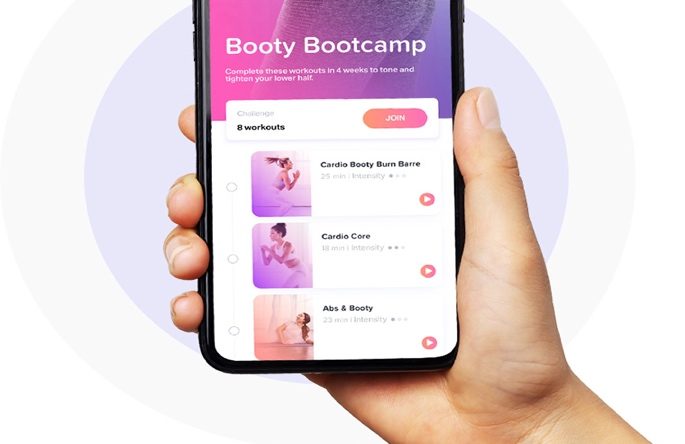 Booty Bootcamp
Complete these workouts in 4 weeks to tone and
tighten your lower half.
Challenge
8 workouts
JOIN
Cardio Booty Burn Barre
25 min | Intensity
Cardio Core
18 min | Intensity
Abs & Booty
23 min | Intensity